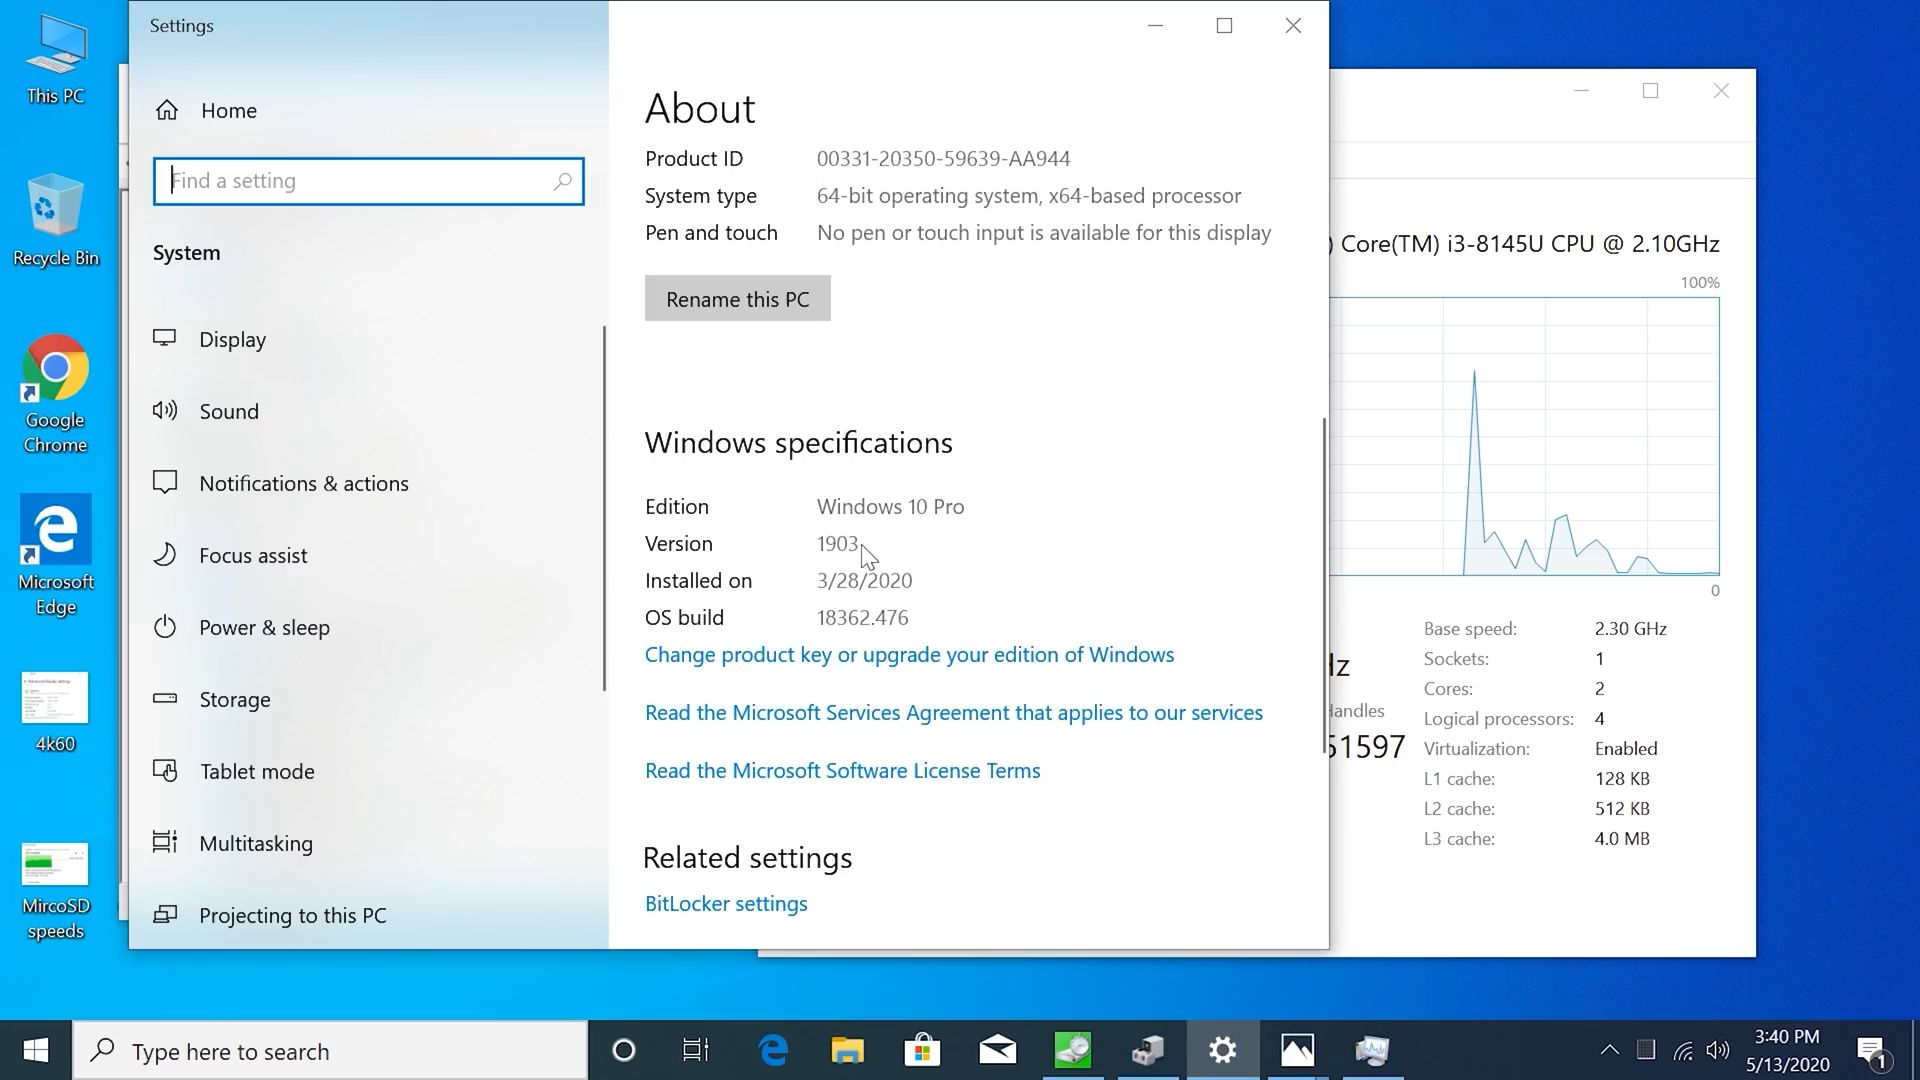 This PC
Recycle Bin
Google
Chrome
Microsoft
Edge
4k60
MircoSD
speeds
Settings
Home
Find a setting
System
Display
Sound
Notifications & actions
Focus assist
Power & sleep
Storage
Tablet mode
Multitasking
Projecting to this PC
About
Product ID 00331-20350-59639-AA944
System type 64-bit operating system, x64-based processor
Pen and touch No pen or touch input is available for this display
Rename this PC
Windows specifications
Edition Windows 10 Pro
Version 1903
Installed on 3/28/2020
OS build 18362.476
Change product key or upgrade your edition of Windows
Read the Microsoft Services Agreement that applies to our services
Read the Microsoft Software License Terms
Related settings
BitLocker settings
) Core(TM) i3-8145U CPU @ 2.10GHz
100%
0
Hz
Handles
51597
Base speed: 2.30 GHz
Sockets: 1
Cores: 2
Logical processors: 4
Virtualization: Enabled
L1 cache: 128 KB
L2 cache: 512 KB
L3 cache: 4.0 MB
Type here to search
3:40 PM
5/13/2020
1